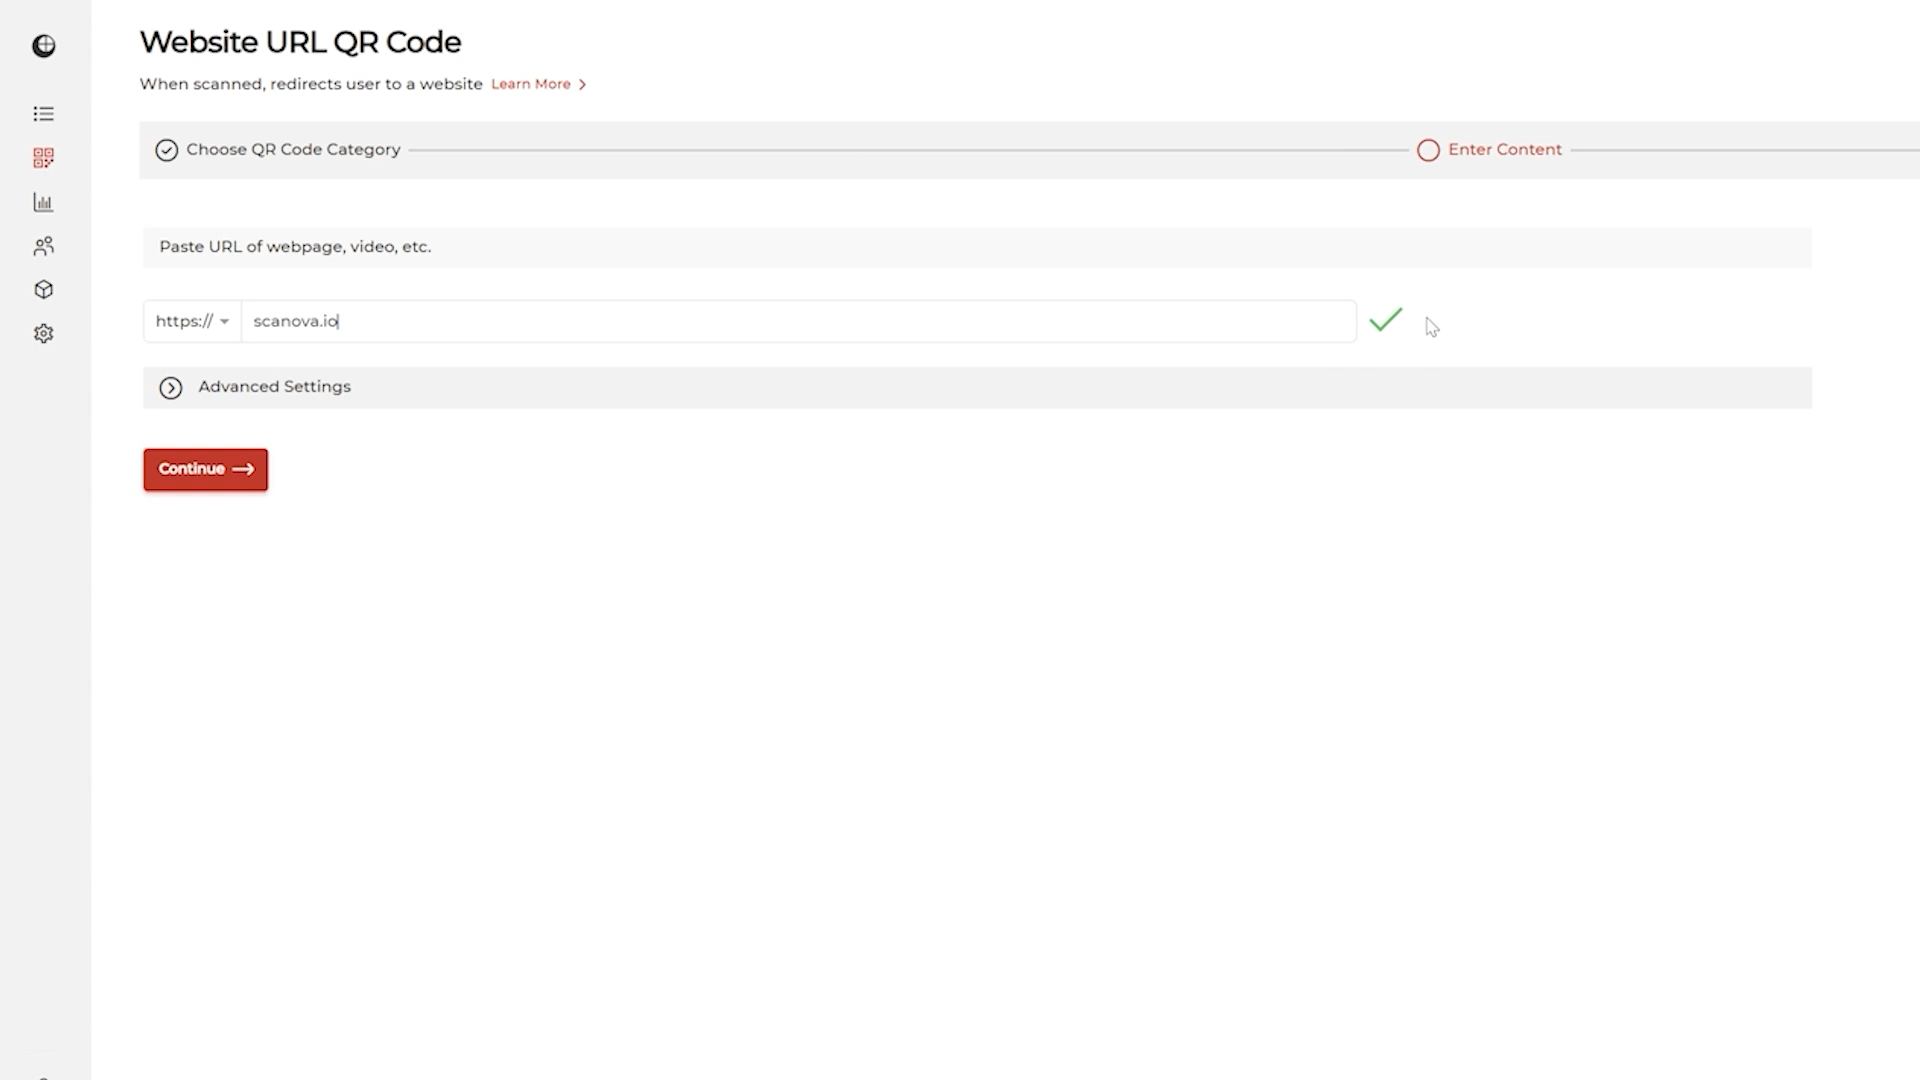 Website URL QR Code
When scanned, redirects user to a website Learn More
Choose QR Code Category Enter Content
Paste URL of webpage, video, etc.
https:// scanova.io
Advanced Settings
Continue